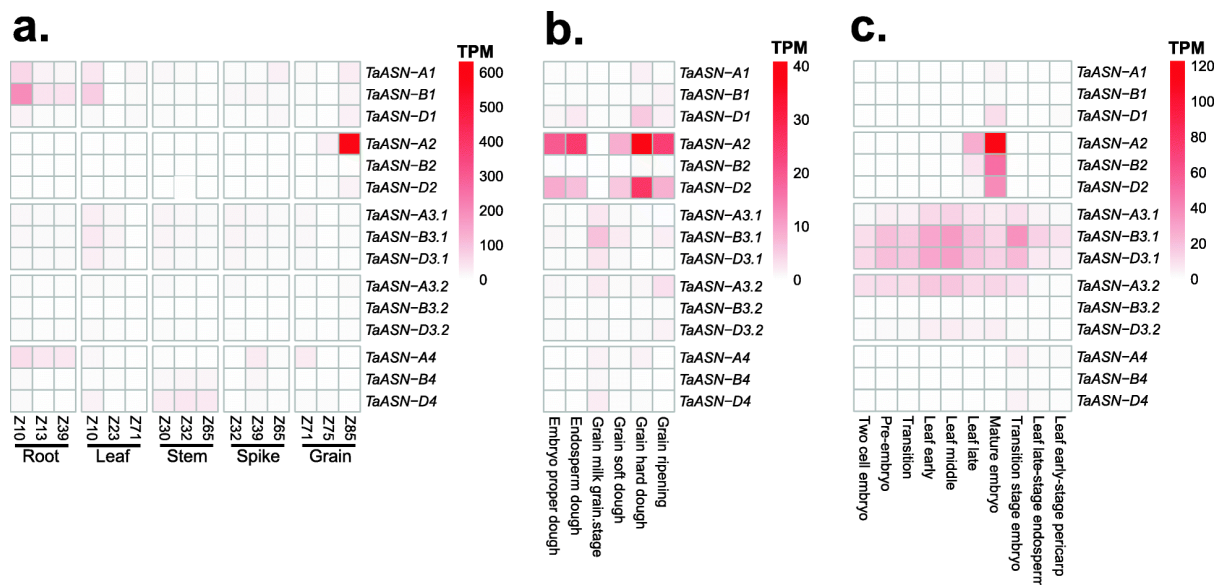 a.
TPM
600
500
400
300
200
100
0
TaASN−A1
TaASN−B1
TaASN−D1
TaASN−A2
TaASN−B2
TaASN−D2
TaASN−A3.1
TaASN−B3.1
TaASN−D3.1
TaASN−A3.2
TaASN−B3.2
TaASN−D3.2
TaASN−A4
TaASN−B4
TaASN−D4
Z10
Z13
Z39
Z10
Z23
Z71
Z30
Z32
Z65
Z32
Z39
Z65
Z71
Z75
Z85
Root
Leaf
Stem
Spike
Grain
b.
TPM
40
30
20
10
0
TaASN−A1
TaASN−B1
TaASN−D1
TaASN−A2
TaASN−B2
TaASN−D2
TaASN−A3.1
TaASN−B3.1
TaASN−D3.1
TaASN−A3.2
TaASN−B3.2
TaASN−D3.2
TaASN−A4
TaASN−B4
TaASN−D4
Embryo proper dough
Endosperm dough
Grain milk grain.stage
Grain soft dough
Grain hard dough
Grain ripening
c.
TPM
120
100
80
60
40
20
0
TaASN−A1
TaASN−B1
TaASN−D1
TaASN−A2
TaASN−B2
TaASN−D2
TaASN−A3.1
TaASN−B3.1
TaASN−D3.1
TaASN−A3.2
TaASN−B3.2
TaASN−D3.2
TaASN−A4
TaASN−B4
TaASN−D4
Two cell embryo
Pre-embryo
Transition
Leaf early
Leaf middle
Leaf late
Mature embryo
Transition stage embryo
Leaf late-stage endosperm
Leaf early-stage pericarp